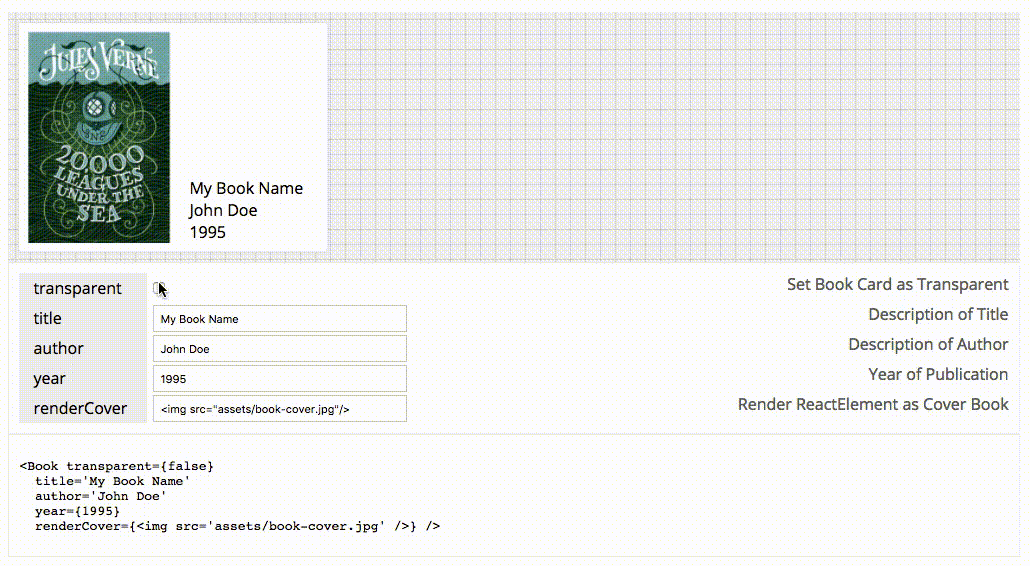 JULES VERNE
20000
LEAGUES
UNDER THE
SEA
My Book Name
John Doe
1995
transparent Set Book Card as Transparent
title My Book Name Description of Title
author John Doe Description of Author
year 1995 Year of Publication
renderCover <img src="assets/book-cover.jpg"/> Render ReactElement as Cover Book
<Book transparent={false}
title='My Book Name'
author='John Doe'
year={1995}
renderCover={<img src='assets/book-cover.jpg' />} />